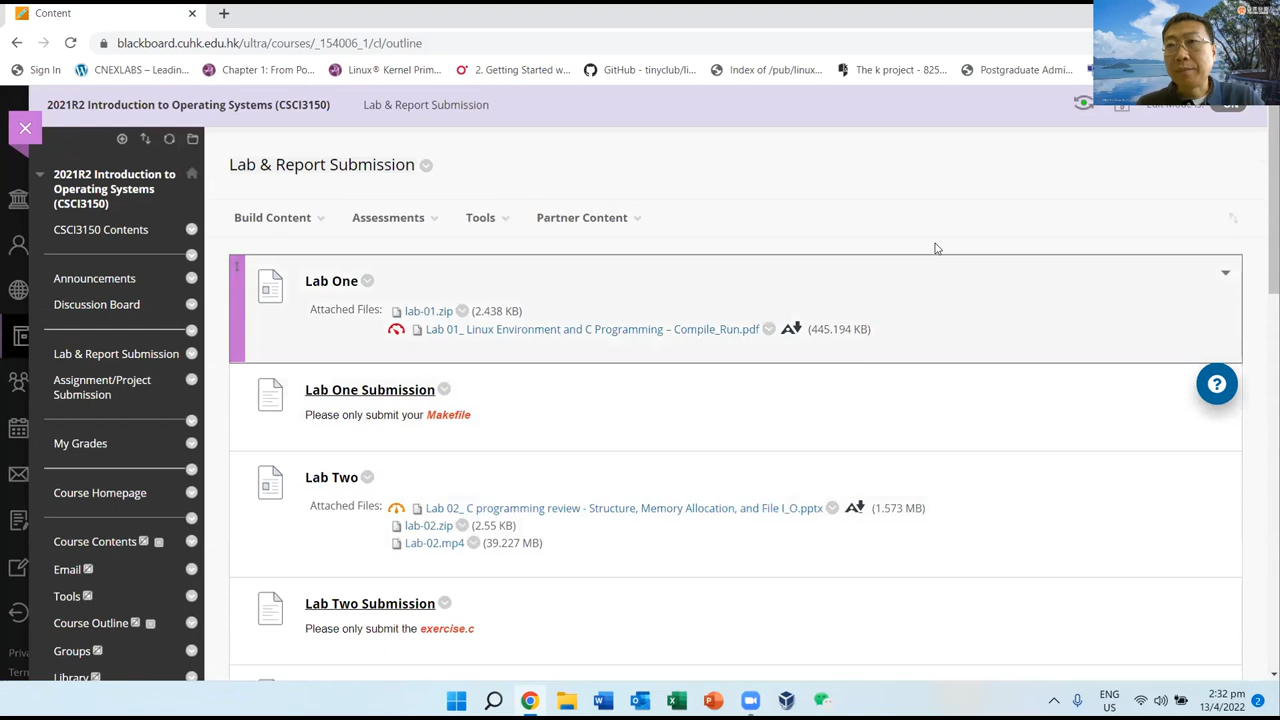 Content
blackboard.cuhk.edu.hk/ultra/courses/_154006_1/cl/outline
Sign In
CNEXLABS – Leadin...
Chapter 1: From Po...
Linux® Kernel Prim...
2. Getting Started w...
GitHub - tinyclub/li...
Index of /pub/linux...
The k project - 825...
Postgraduate Admi...
2021R2 Introduction to Operating Systems (CSCI3150)
Lab & Report Submission
ON
2021R2 Introduction to
Operating Systems
(CSCI3150)
CSCI3150 Contents
Announcements
Discussion Board
Lab & Report Submission
Assignment/Project
Submission
My Grades
Course Homepage
Course Contents
Email
Tools
Course Outline
Groups
Library
Priva
Term
Lab & Report Submission
Build Content
Assessments
Tools
Partner Content
Lab One
Attached Files:
lab-01.zip (2.438 KB)
Lab 01_ Linux Environment and C Programming – Compile_Run.pdf (445.194 KB)
Lab One Submission
Please only submit your Makefile
Lab Two
Attached Files:
Lab 02_ C programming review - Structure, Memory Allocation, and File I_O.pptx (1.573 MB)
lab-02.zip (2.55 KB)
Lab-02.mp4 (39.227 MB)
Lab Two Submission
Please only submit the exercise.c
ENG
US
2:32 pm
13/4/2022
2